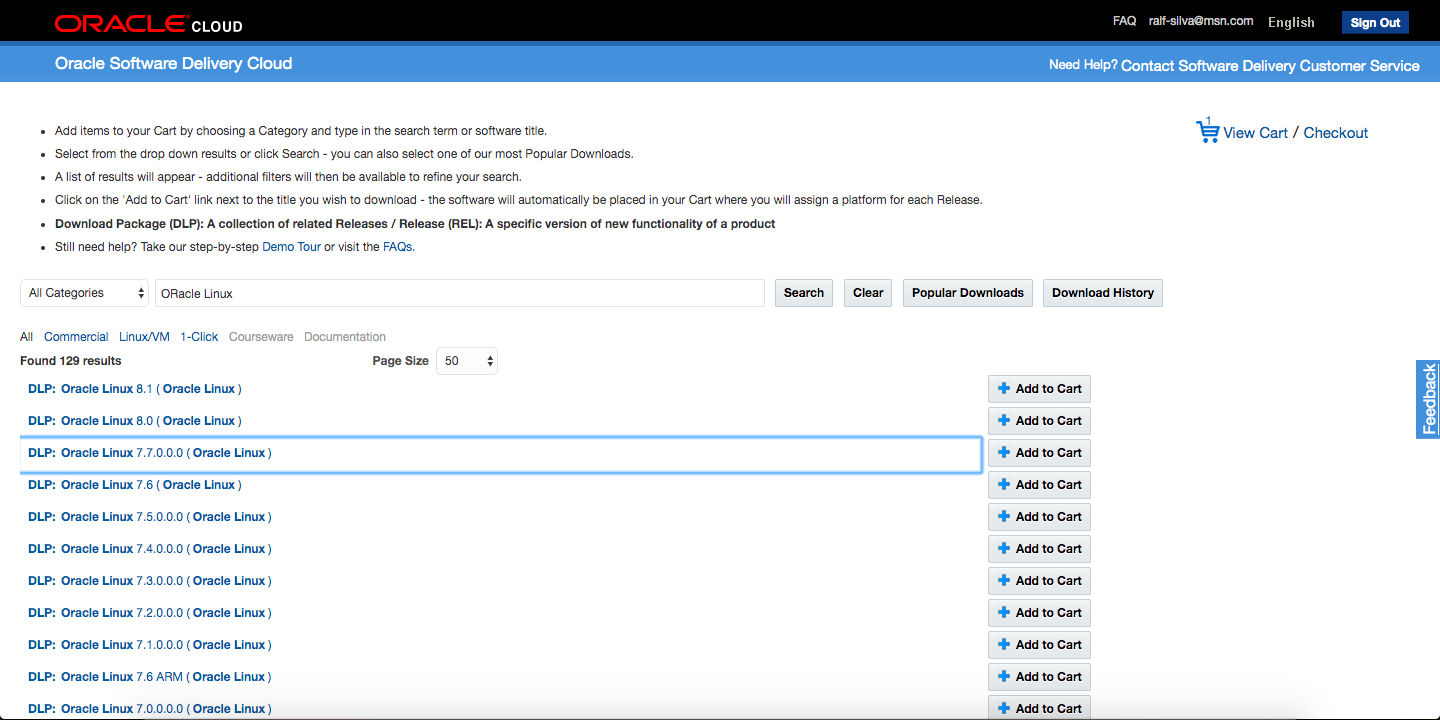 ORACLE CLOUD
FAQ ralf-silva@msn.com English Sign Out
Oracle Software Delivery Cloud
Need Help? Contact Software Delivery Customer Service
• Add items to your Cart by choosing a Category and type in the search term or software title.
• Select from the drop down results or click Search - you can also select one of our most Popular Downloads.
• A list of results will appear - additional filters will then be available to refine your search.
• Click on the 'Add to Cart' link next to the title you wish to download - the software will automatically be placed in your Cart where you will assign a platform for each Release.
• Download Package (DLP): A collection of related Releases / Release (REL): A specific version of new functionality of a product
• Still need help? Take our step-by-step Demo Tour or visit the FAQs.
1
View Cart / Checkout
All Categories ORacle Linux Search Clear Popular Downloads Download History
All Commercial Linux/VM 1-Click Courseware Documentation
Found 129 results Page Size 50
DLP: Oracle Linux 8.1 ( Oracle Linux ) Add to Cart
DLP: Oracle Linux 8.0 ( Oracle Linux ) Add to Cart
DLP: Oracle Linux 7.7.0.0.0 ( Oracle Linux ) Add to Cart
DLP: Oracle Linux 7.6 ( Oracle Linux ) Add to Cart
DLP: Oracle Linux 7.5.0.0.0 ( Oracle Linux ) Add to Cart
DLP: Oracle Linux 7.4.0.0.0 ( Oracle Linux ) Add to Cart
DLP: Oracle Linux 7.3.0.0.0 ( Oracle Linux ) Add to Cart
DLP: Oracle Linux 7.2.0.0.0 ( Oracle Linux ) Add to Cart
DLP: Oracle Linux 7.1.0.0.0 ( Oracle Linux ) Add to Cart
DLP: Oracle Linux 7.6 ARM ( Oracle Linux ) Add to Cart
DLP: Oracle Linux 7.0.0.0.0 ( Oracle Linux ) Add to Cart
Feedback